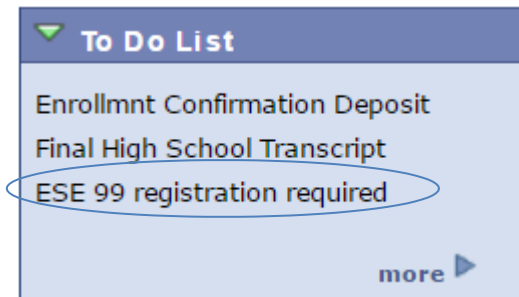 To Do List
Enrollmnt Confirmation Deposit
Final High School Transcript
ESE 99 registration required
more